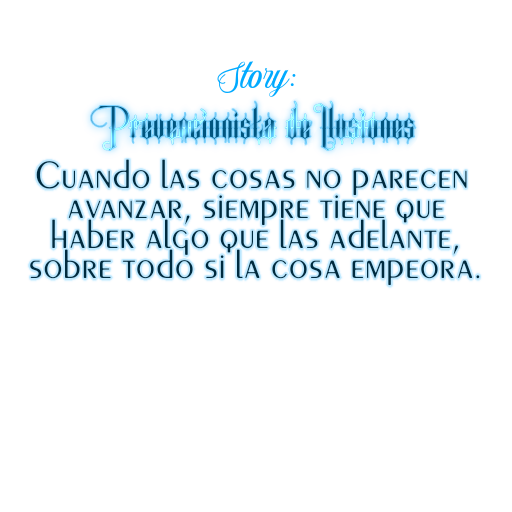 Story:
Prevencionista de Ilusiones
Cuando las cosas no parecen
avanzar, siempre tiene que
haber algo que las adelante,
sobre todo si la cosa empeora.